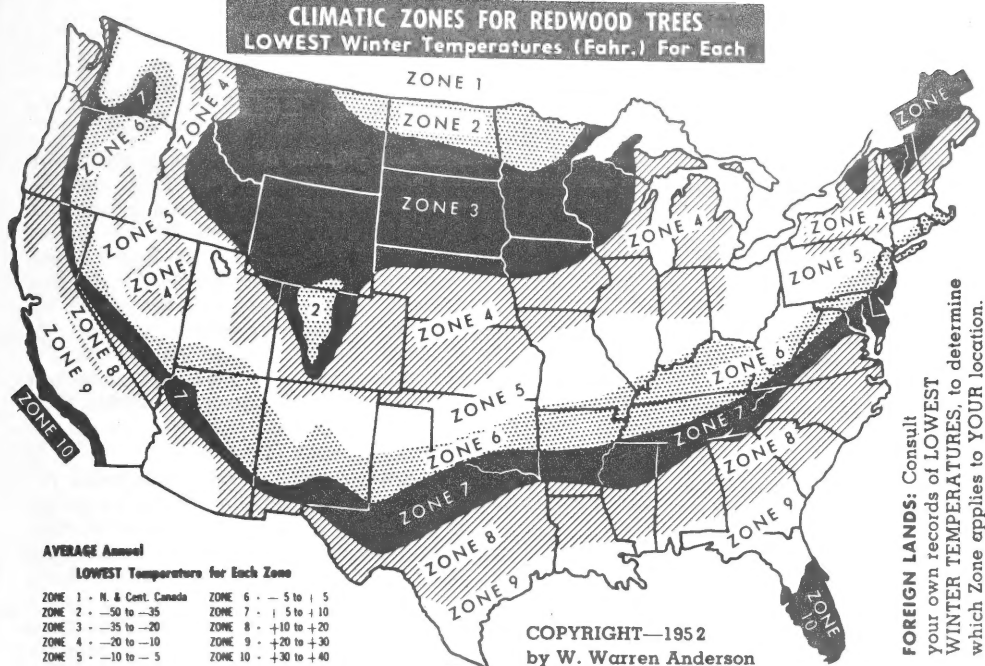 CLIMATIC ZONES FOR REDWOOD TREES
LOWEST Winter Temperatures (Fahr.) For Each
ZONE 1
ZONE 2
ZONE 3
ZONE 4
7
ZONE 6
ZONE 5
ZONE
4
2
ZONE 4
ZONE 4
ZONE
ZONE 4
ZONE 5
ZONE 8
ZONE 9
ZONE 10
7
ZONE 5
ZONE 6
ZONE 7
ZONE 8
ZONE 9
ZONE 6
ZONE 7
ZONE 8
ZONE 9
ZONE
10
AVERAGE Annual
LOWEST Temperature for Each Zone
ZONE 1 - N. & Cent. Canada
ZONE 2 - —50 to —35
ZONE 3 - —35 to —20
ZONE 4 - —20 to —10
ZONE 5 - —10 to — 5
ZONE 6 - — 5 to + 5
ZONE 7 - + 5 to + 10
ZONE 8 - +10 to +20
ZONE 9 - +20 to +30
ZONE 10 - +30 to +40
COPYRIGHT—1952
by W. Warren Anderson
FOREIGN LANDS: Consult
your own records of LOWEST
WINTER TEMPERATURES, to determine
which Zone applies to YOUR location.